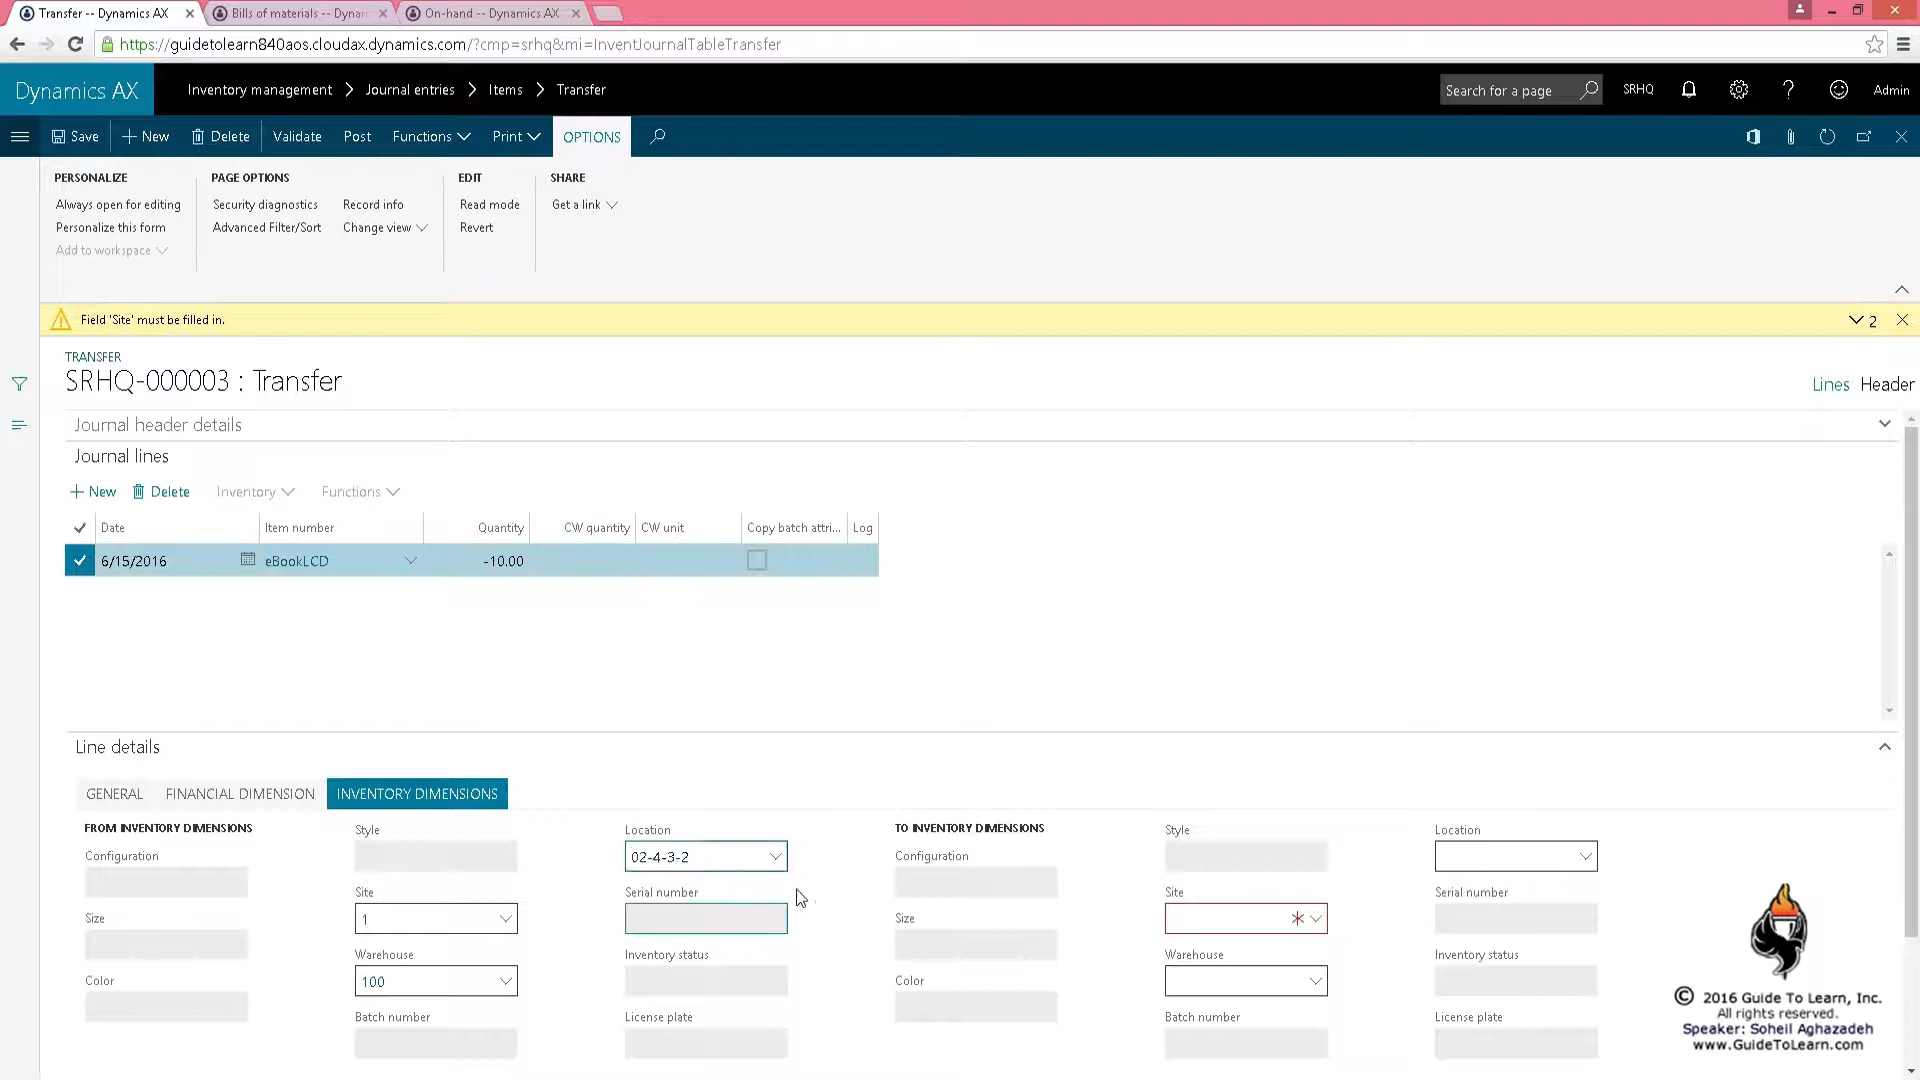 Transfer -- Dynamics AX
Bills of materials -- Dynar
On-hand -- Dynamics AX
https://guidetolearn840aos.cloudax.dynamics.com/?cmp=srhq&mi=InventJournalTableTransfer
Dynamics AX
Inventory management
Journal entries
Items
Transfer
Search for a page
SRHQ
?
Admin
Save
New
Delete
Validate
Post
Functions
Print
OPTIONS
PERSONALIZE
PAGE OPTIONS
EDIT
SHARE
Always open for editing
Security diagnostics
Record info
Read mode
Get a link
Personalize this form
Advanced Filter/Sort
Change view
Revert
Add to workspace
Field 'Site' must be filled in.
2
TRANSFER
SRHQ-000003 : Transfer
Lines
Header
Journal header details
Journal lines
New
Delete
Inventory
Functions
Date
Item number
Quantity
CW quantity
CW unit
Copy batch attri...
Log
6/15/2016
eBookLCD
-10.00
Line details
GENERAL
FINANCIAL DIMENSION
INVENTORY DIMENSIONS
FROM INVENTORY DIMENSIONS
Configuration
Size
Color
Style
Site
1
Warehouse
100
Batch number
Location
02-4-3-2
Serial number
Inventory status
License plate
TO INVENTORY DIMENSIONS
Configuration
Size
Color
Style
Site
Warehouse
Batch number
Location
Serial number
Inventory status
License plate
© 2016 Guide To Learn, Inc.
All rights reserved.
Speaker: Soheil Aghazadeh
www.GuideToLearn.com